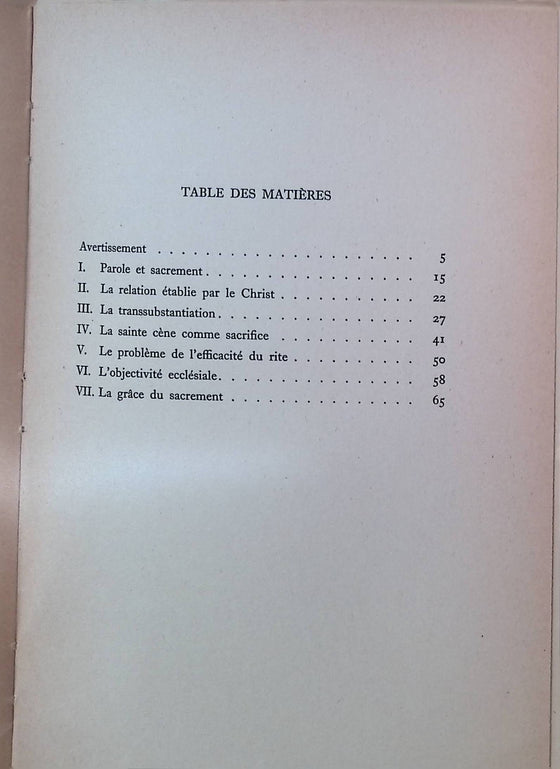 TABLE DES MATIÈRES
Avertissement . . . . . . . . . . . . . . . . . . . . . 5
I. Parole et sacrement . . . . . . . . . . . . . . . . . 15
II. La relation établie par le Christ . . . . . . . . . . . 22
III. La transsubstantiation . . . . . . . . . . . . . . . . 27
IV. La sainte cène comme sacrifice . . . . . . . . . . . 41
V. Le problème de l'efficacité du rite . . . . . . . . . . 50
VI. L'objectivité ecclésiale . . . . . . . . . . . . . . . . 58
VII. La grâce du sacrement . . . . . . . . . . . . . . . 65